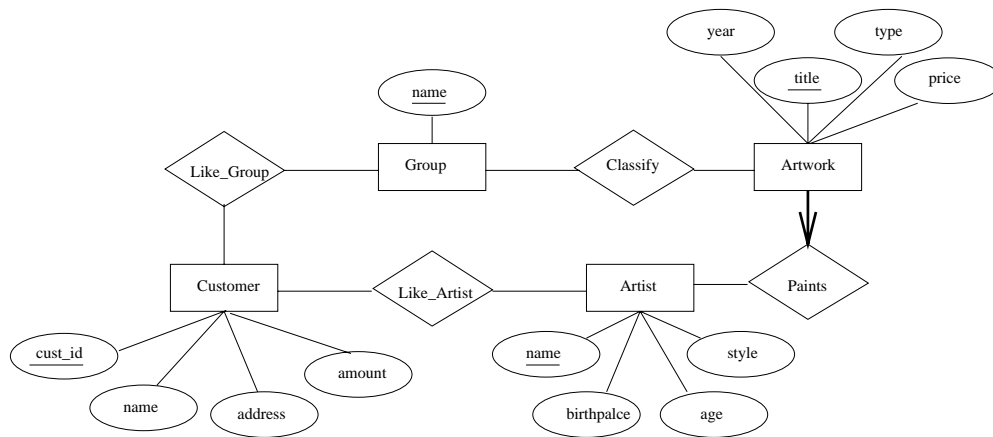 year
type
name
title
price
Like_Group
Group
Classify
Artwork
Customer
Like_Artist
Artist
Paints
cust_id
name
address
amount
name
birthpalce
age
style